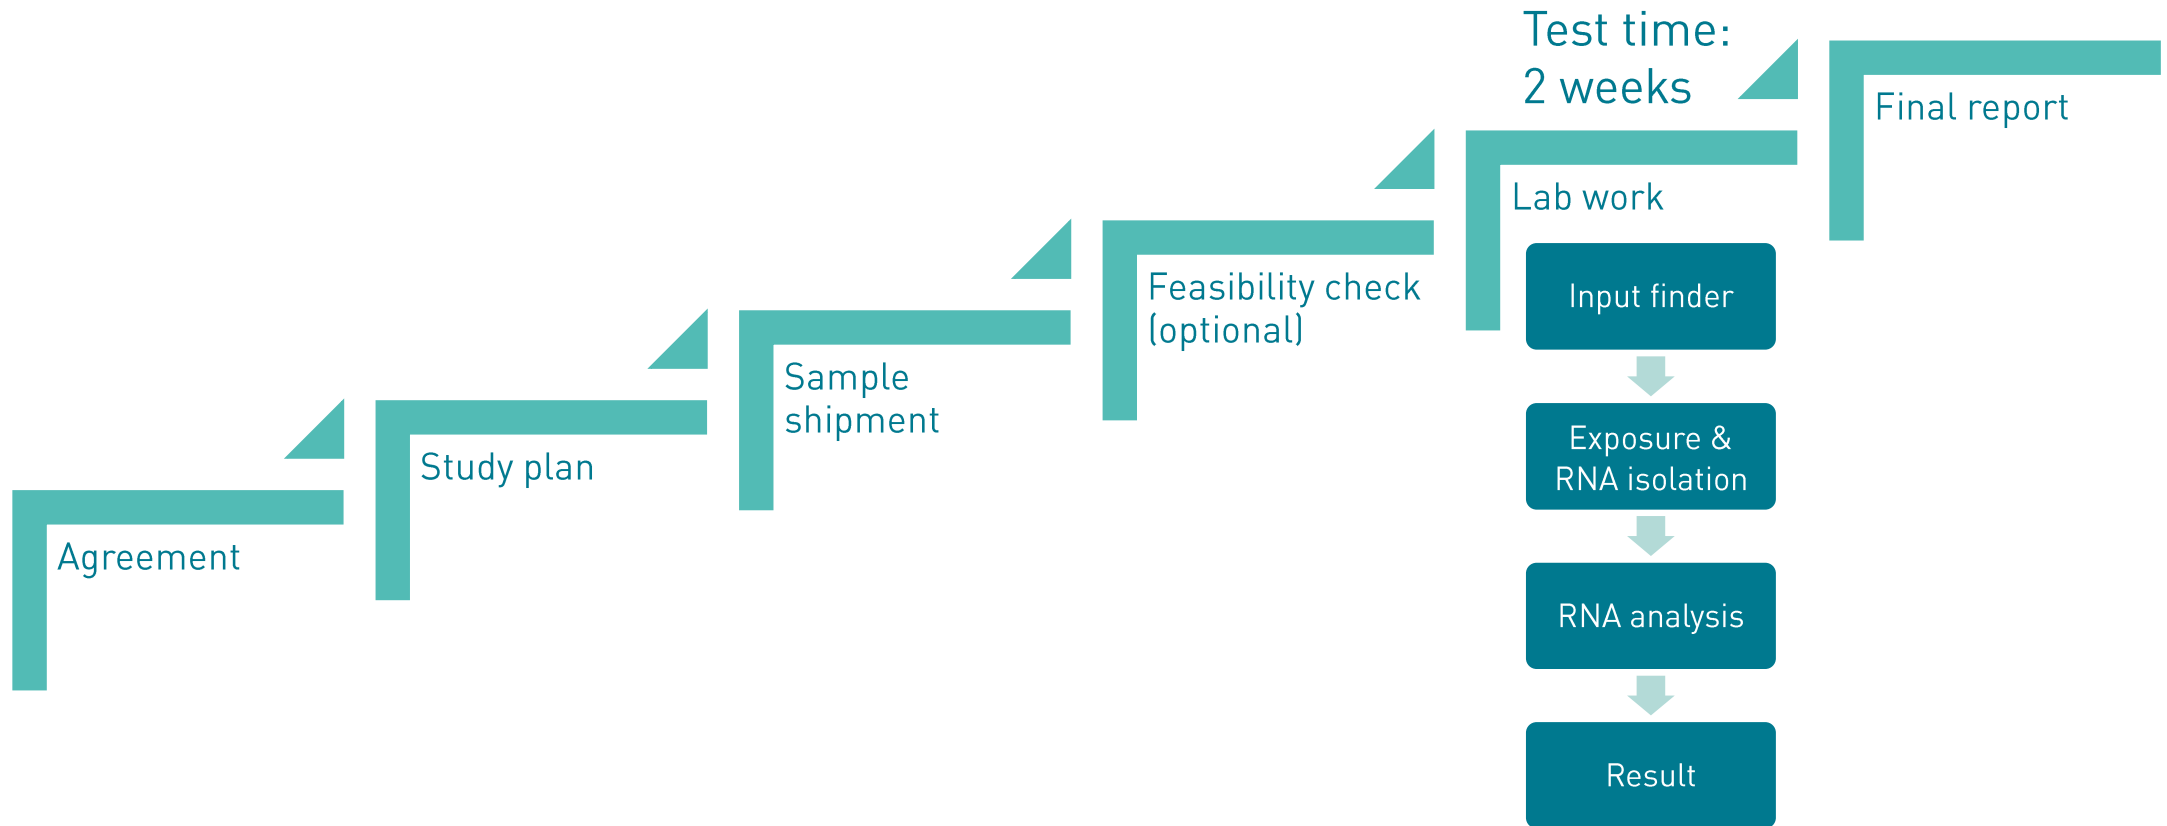 Agreement
Study plan
Sample
shipment
Feasibility check
(optional)
Test time:
2 weeks
Lab work
Input finder
Exposure &
RNA isolation
RNA analysis
Result
Final report